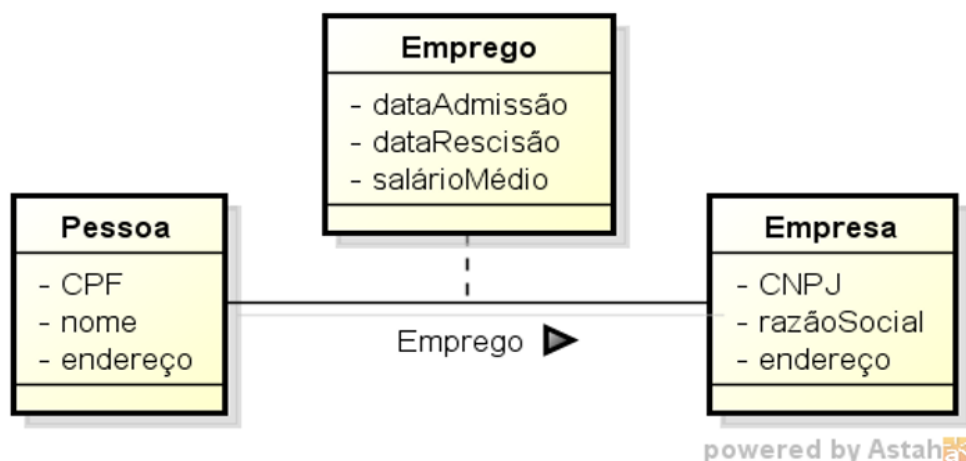 Emprego
- dataAdmissão
- dataRescisão
- salárioMédio
Pessoa
- CPF
- nome
- endereço
Empresa
- CNPJ
- razãoSocial
- endereço
Emprego
powered by Astah